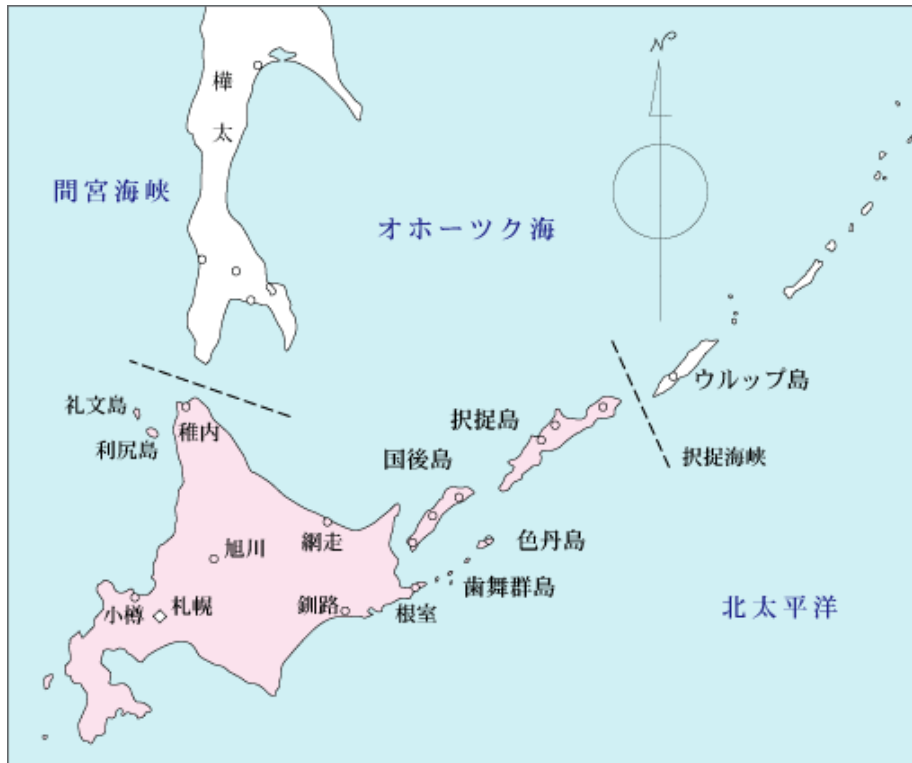 N
樺
太
間宮海峡
オホーツク海
ウルップ島
礼文島
稚内
利尻島
択捉島
択捉海峡
国後島
網走
色丹島
旭川
歯舞群島
小樽
札幌
釧路
根室
北太平洋